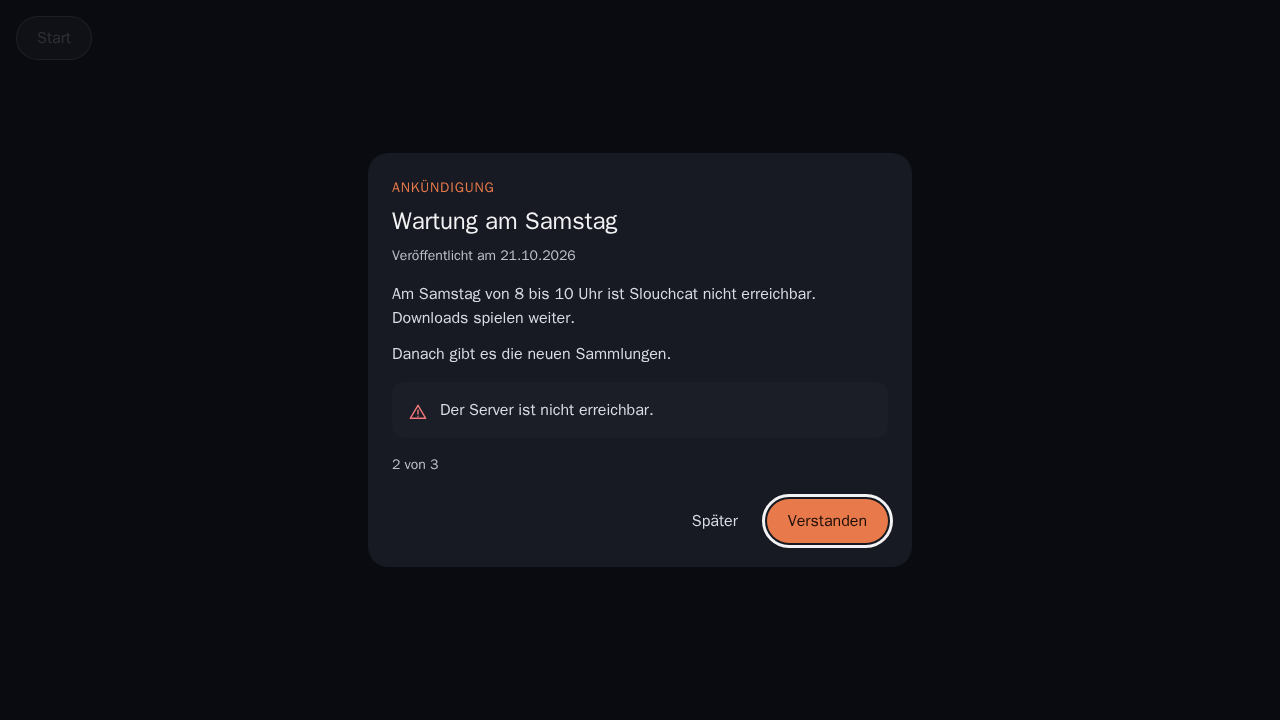 Start
ANKÜNDIGUNG
Wartung am Samstag
Veröffentlicht am 21.10.2026
Am Samstag von 8 bis 10 Uhr ist Slouchcat nicht erreichbar.
Downloads spielen weiter.
Danach gibt es die neuen Sammlungen.
Der Server ist nicht erreichbar.
2 von 3
Später
Verstanden